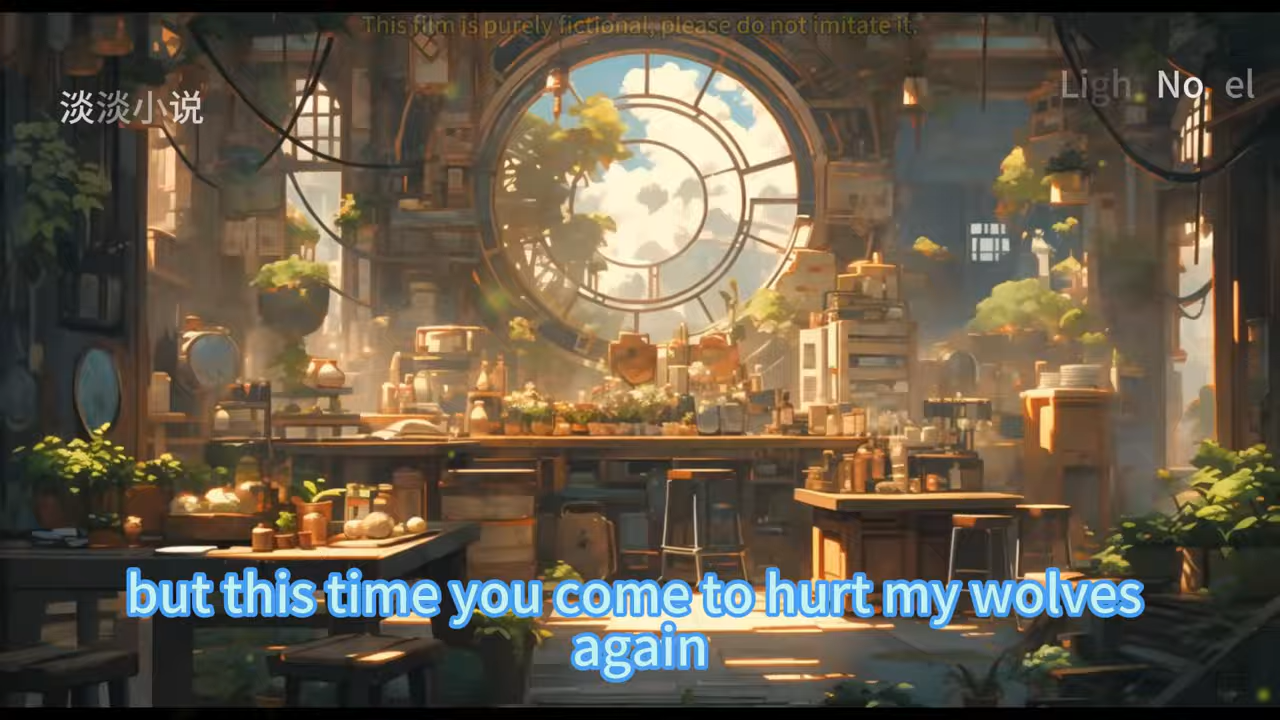 This film is purely fictional, please do not imitate it.
淡淡小说
Ligh No el
but this time you come to hurt my wolves
again